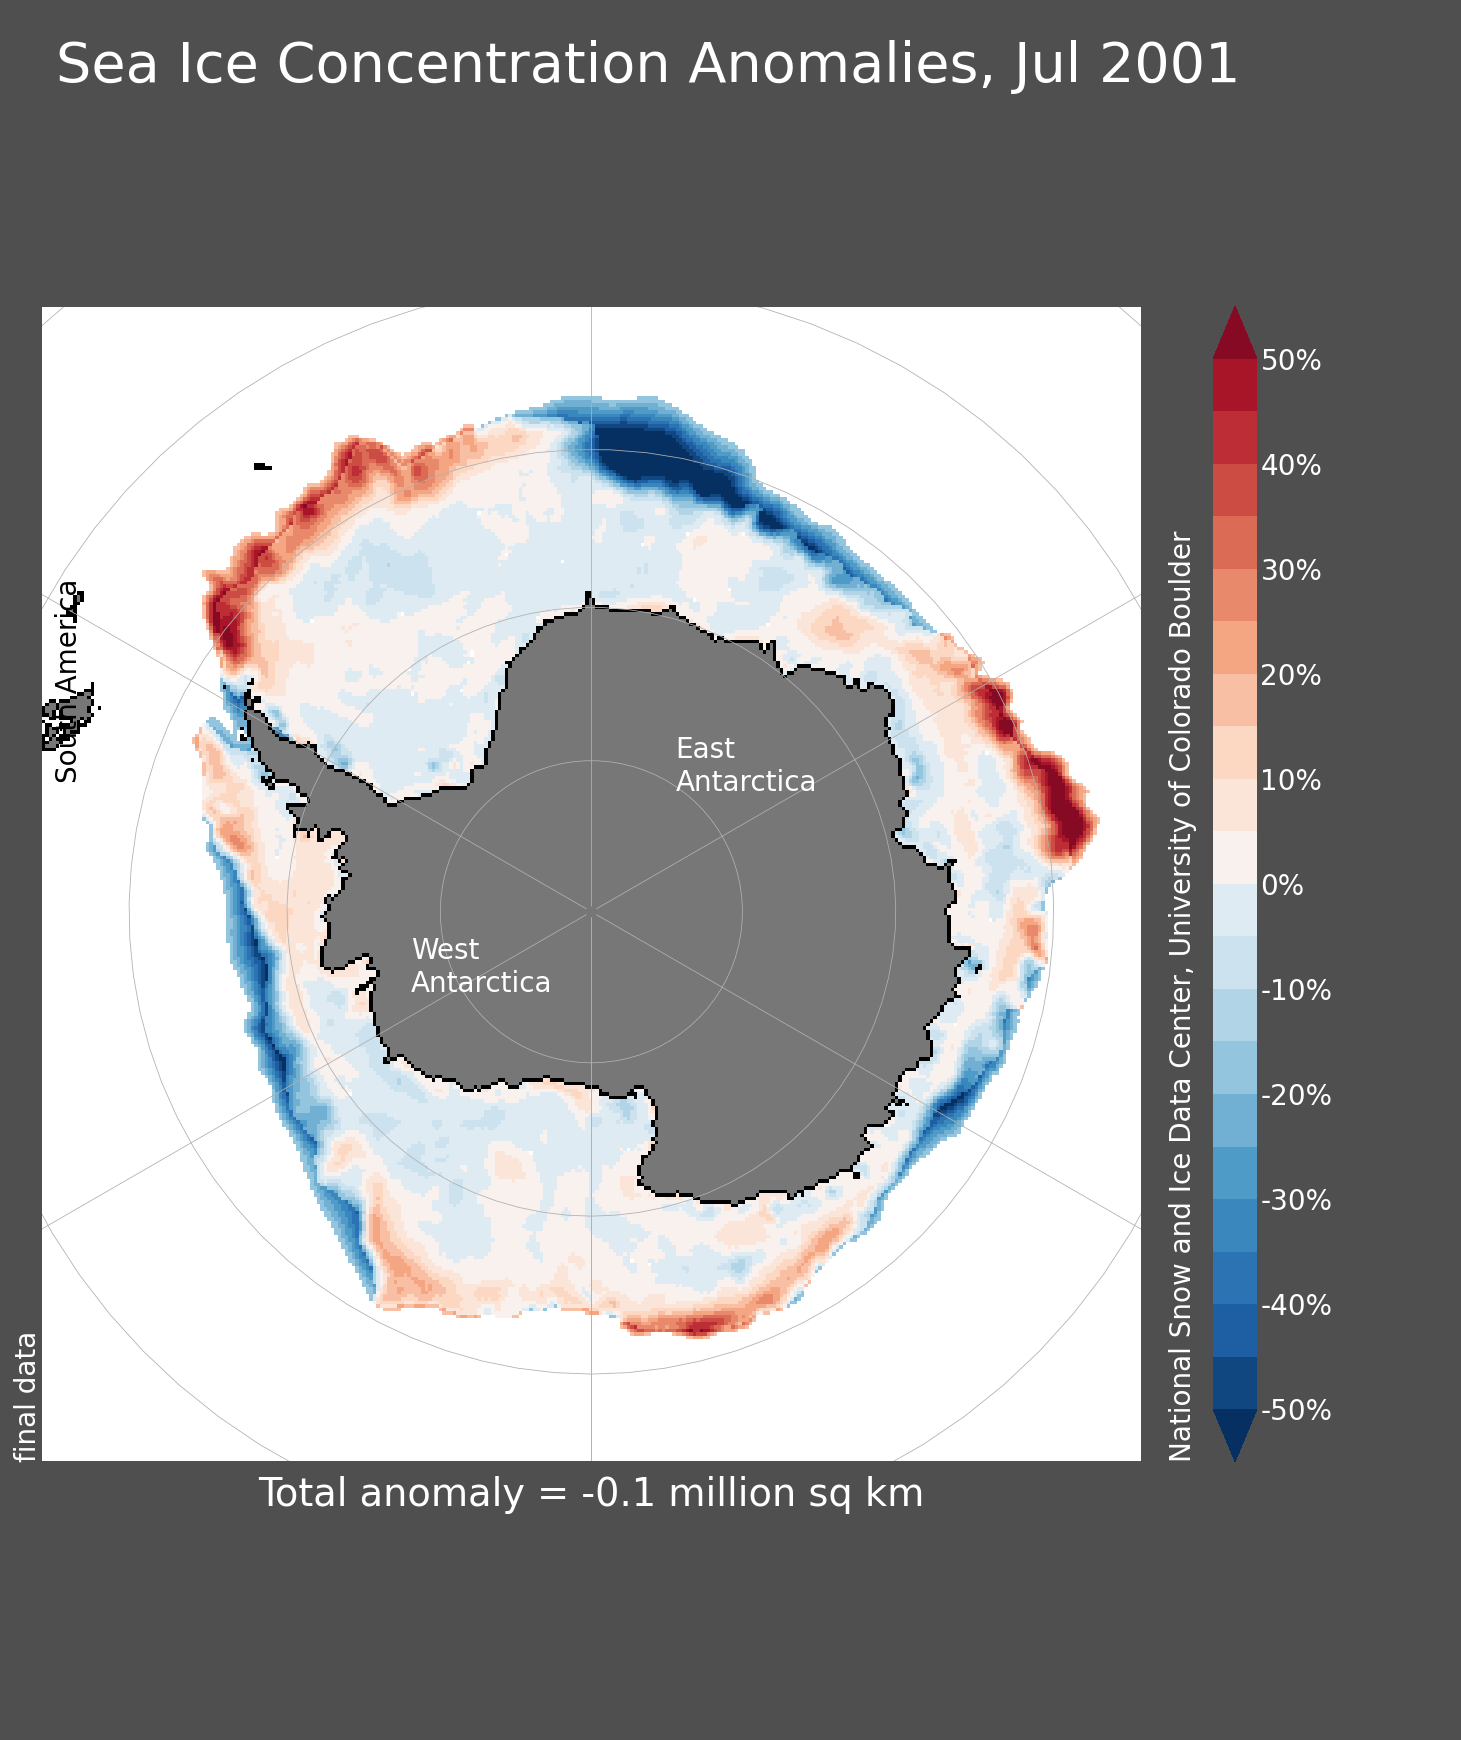 Sea Ice Concentration Anomalies, Jul 2001
South America
East
Antarctica
West
Antarctica
final data
Total anomaly = -0.1 million sq km
National Snow and Ice Data Center, University of Colorado Boulder
50%
40%
30%
20%
10%
0%
-10%
-20%
-30%
-40%
-50%